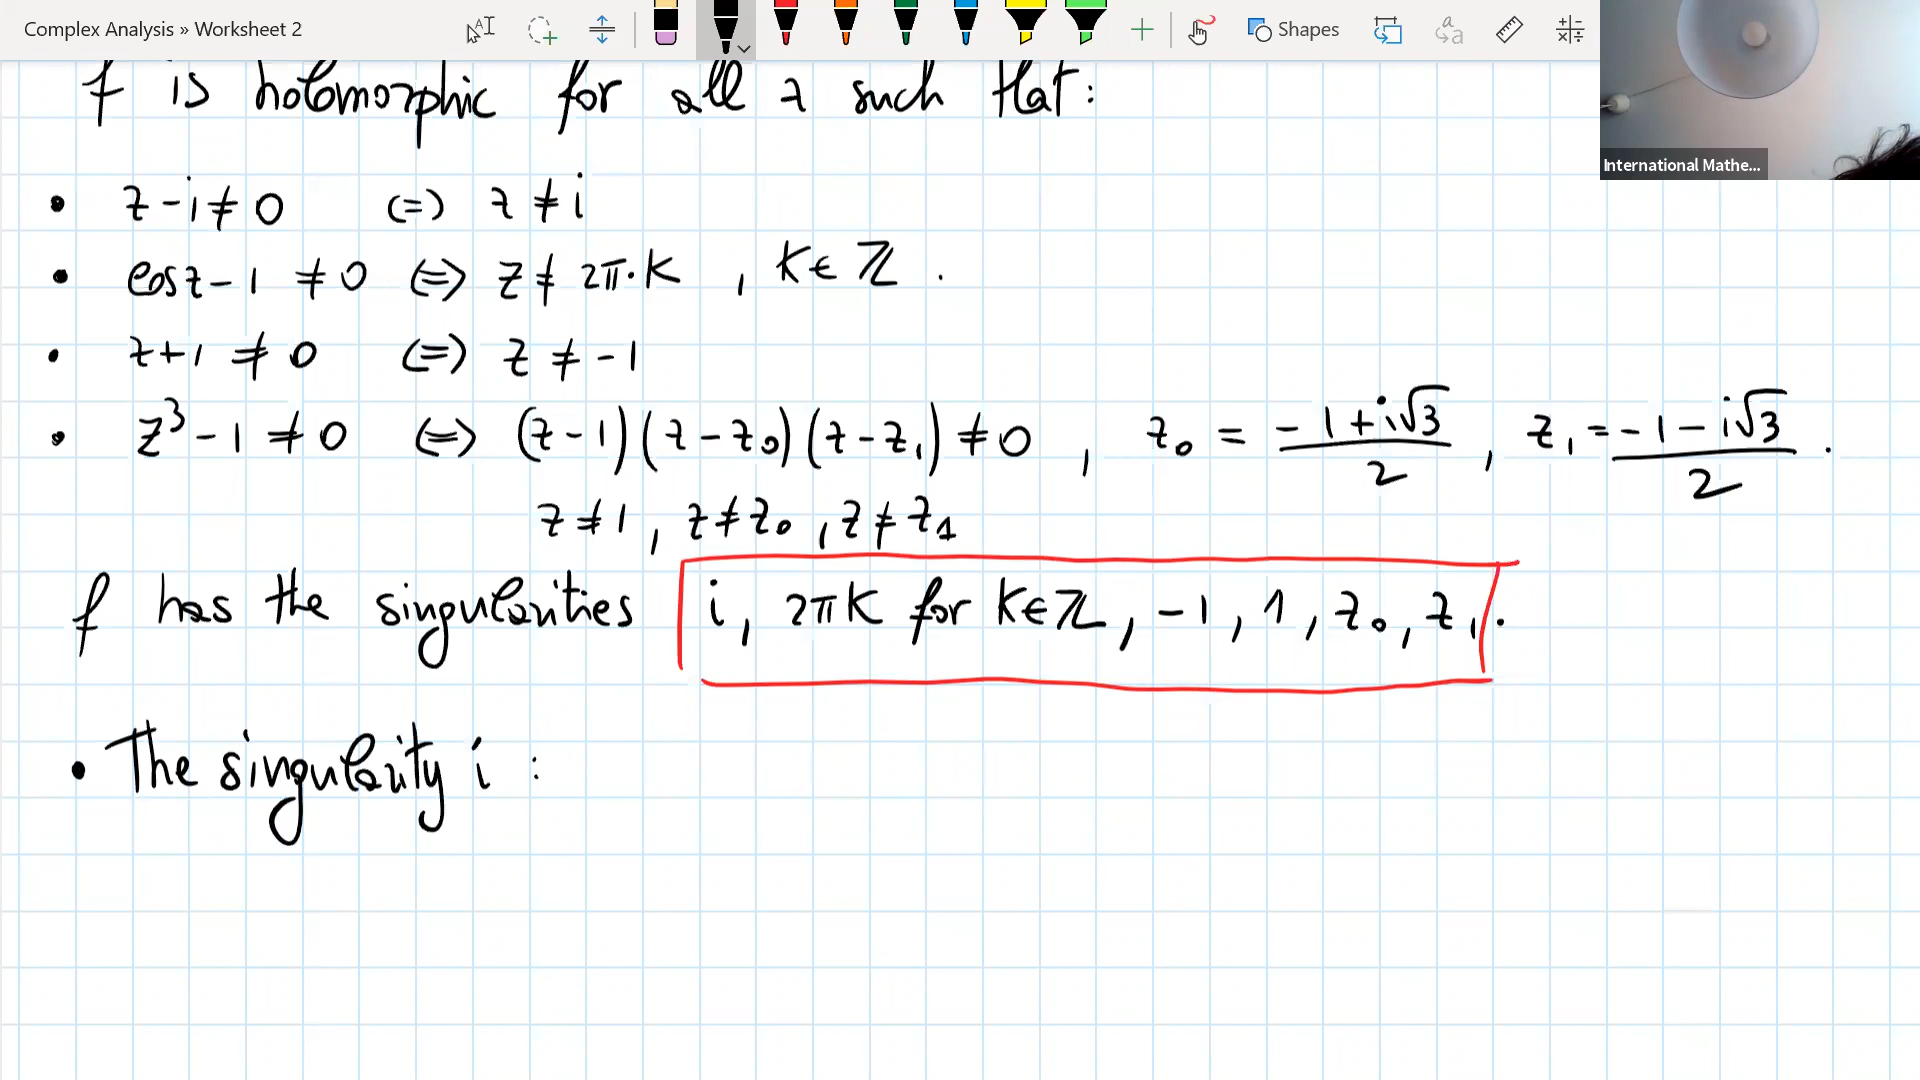 Complex Analysis » Worksheet 2
Shapes
International Mathe...
f is holomorphic for all z such that:
• z - i ≠ 0 (=) z ≠ i
• cos z - 1 ≠ 0 (=) z ≠ 2π·k , k ∈ ℤ .
• z + 1 ≠ 0 (=) z ≠ -1
• z³ - 1 ≠ 0 (=) (z - 1)(z - z₀)(z - z₁) ≠ 0 , z₀ = (-1 + i√3)/2 , z₁ = (-1 - i√3)/2 .
z ≠ 1 , z ≠ z₀ , z ≠ z₁
f has the singularities i, 2πk for k∈ℤ, -1, 1, z₀, z₁.
• The singularity i :